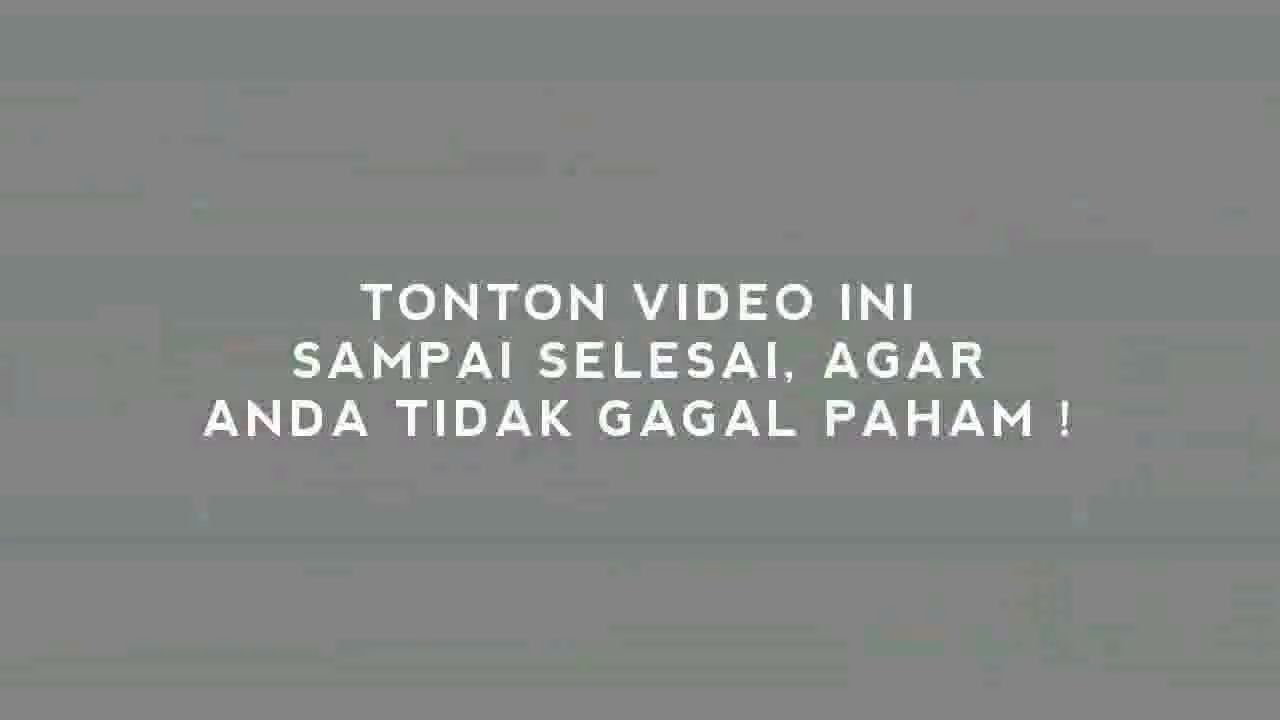 TONTON VIDEO INI
SAMPAI SELESAI, AGAR
ANDA TIDAK GAGAL PAHAM !